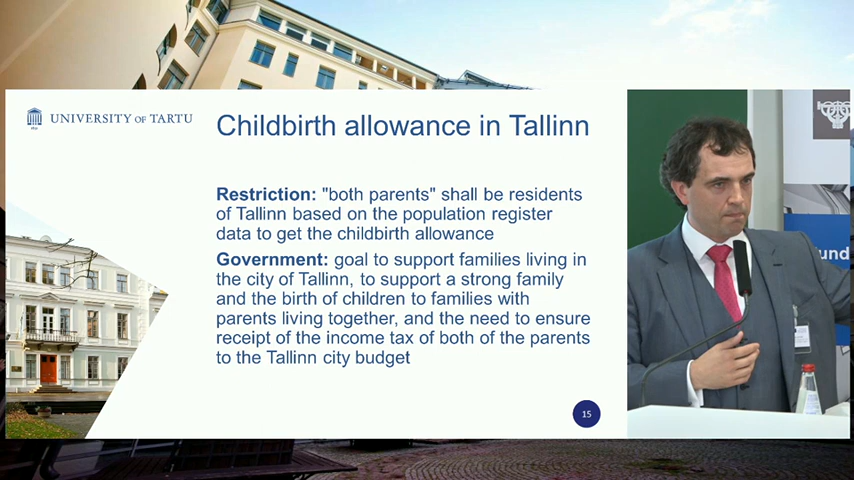 UNIVERSITY OF TARTU
Childbirth allowance in Tallinn
Restriction: "both parents" shall be residents
of Tallinn based on the population register
data to get the childbirth allowance
Government: goal to support families living in
the city of Tallinn, to support a strong family
and the birth of children to families with
parents living together, and the need to ensure
receipt of the income tax of both of the parents
to the Tallinn city budget
15
und